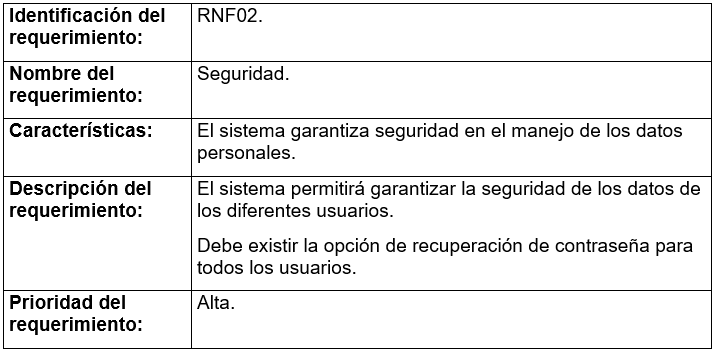 Identificación del
requerimiento:
RNF02.
Nombre del
requerimiento:
Seguridad.
Características:
El sistema garantiza seguridad en el manejo de los datos
personales.
Descripción del
requerimiento:
El sistema permitirá garantizar la seguridad de los datos de
los diferentes usuarios.
Debe existir la opción de recuperación de contraseña para
todos los usuarios.
Prioridad del
requerimiento:
Alta.